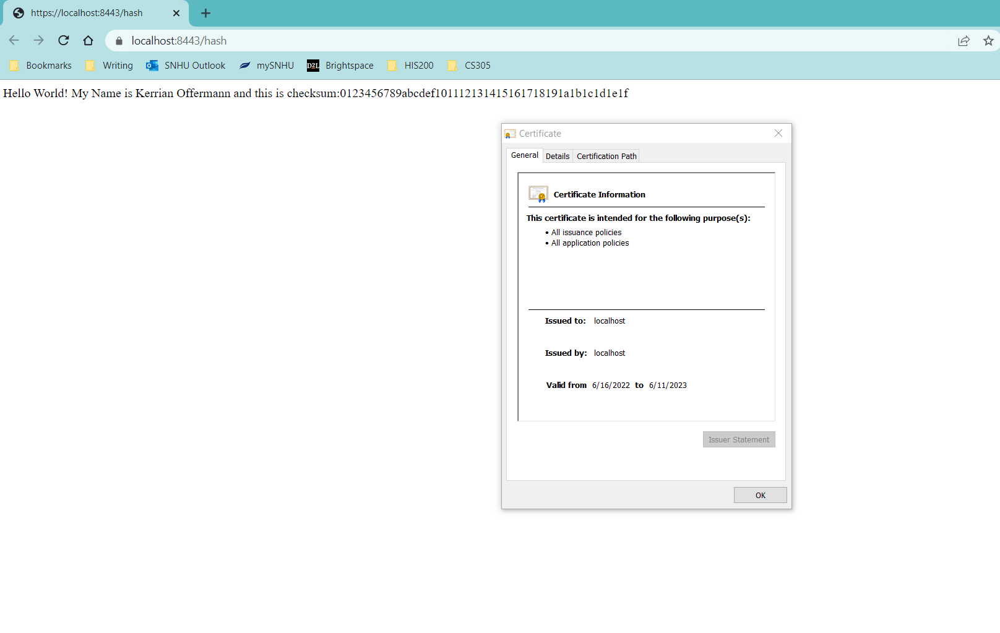 https://localhost:8443/hash
localhost:8443/hash
Bookmarks Writing SNHU Outlook mySNHU D2L Brightspace HIS200 CS305
Hello World! My Name is Kerrian Offermann and this is checksum:0123456789abcdef101112131415161718191a1b1c1d1e1f
Certificate
General Details Certification Path
Certificate Information
This certificate is intended for the following purpose(s):
• All issuance policies
• All application policies
Issued to: localhost
Issued by: localhost
Valid from 6/16/2022 to 6/11/2023
Issuer Statement
OK